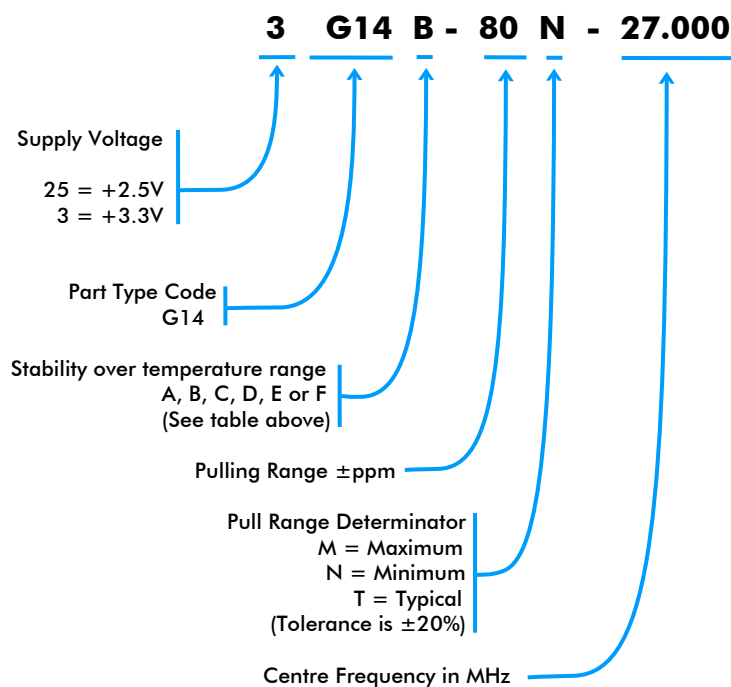 3 G14 B - 80 N - 27.000
Supply Voltage
25 = +2.5V
3 = +3.3V
Part Type Code
G14
Stability over temperature range
A, B, C, D, E or F
(See table above)
Pulling Range ±ppm
Pull Range Determinator
M = Maximum
N = Minimum
T = Typical
(Tolerance is ±20%)
Centre Frequency in MHz